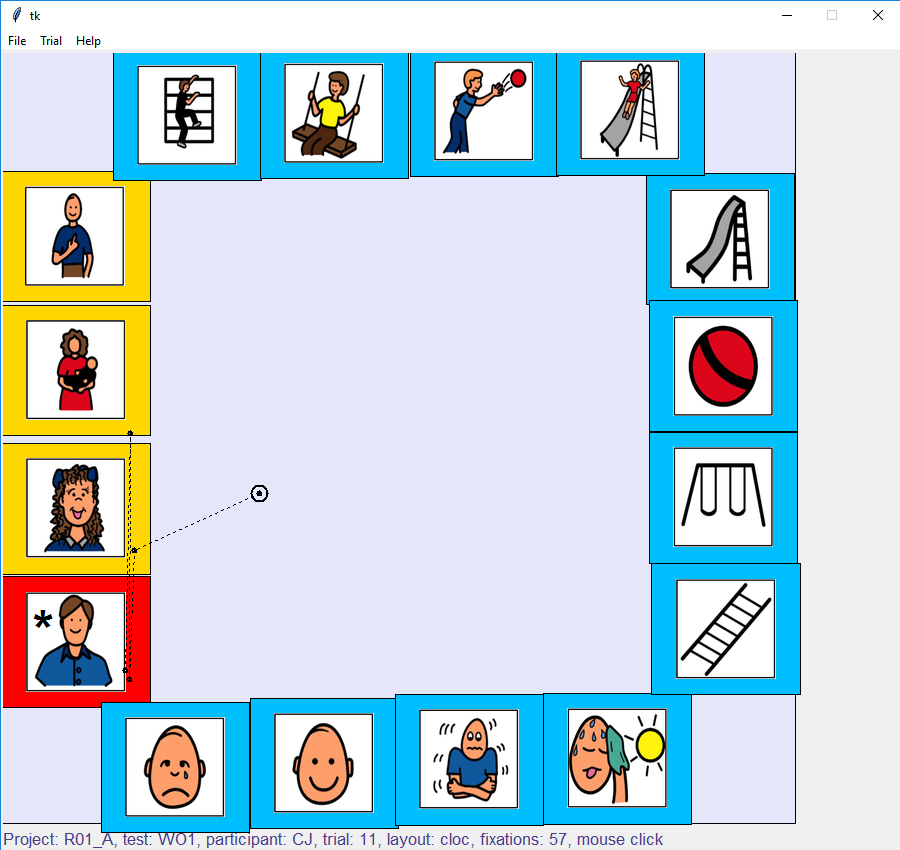 tk
File Trial Help
*
Project: R01_A, test: WO1, participant: CJ, trial: 11, layout: cloc, fixations: 57, mouse click